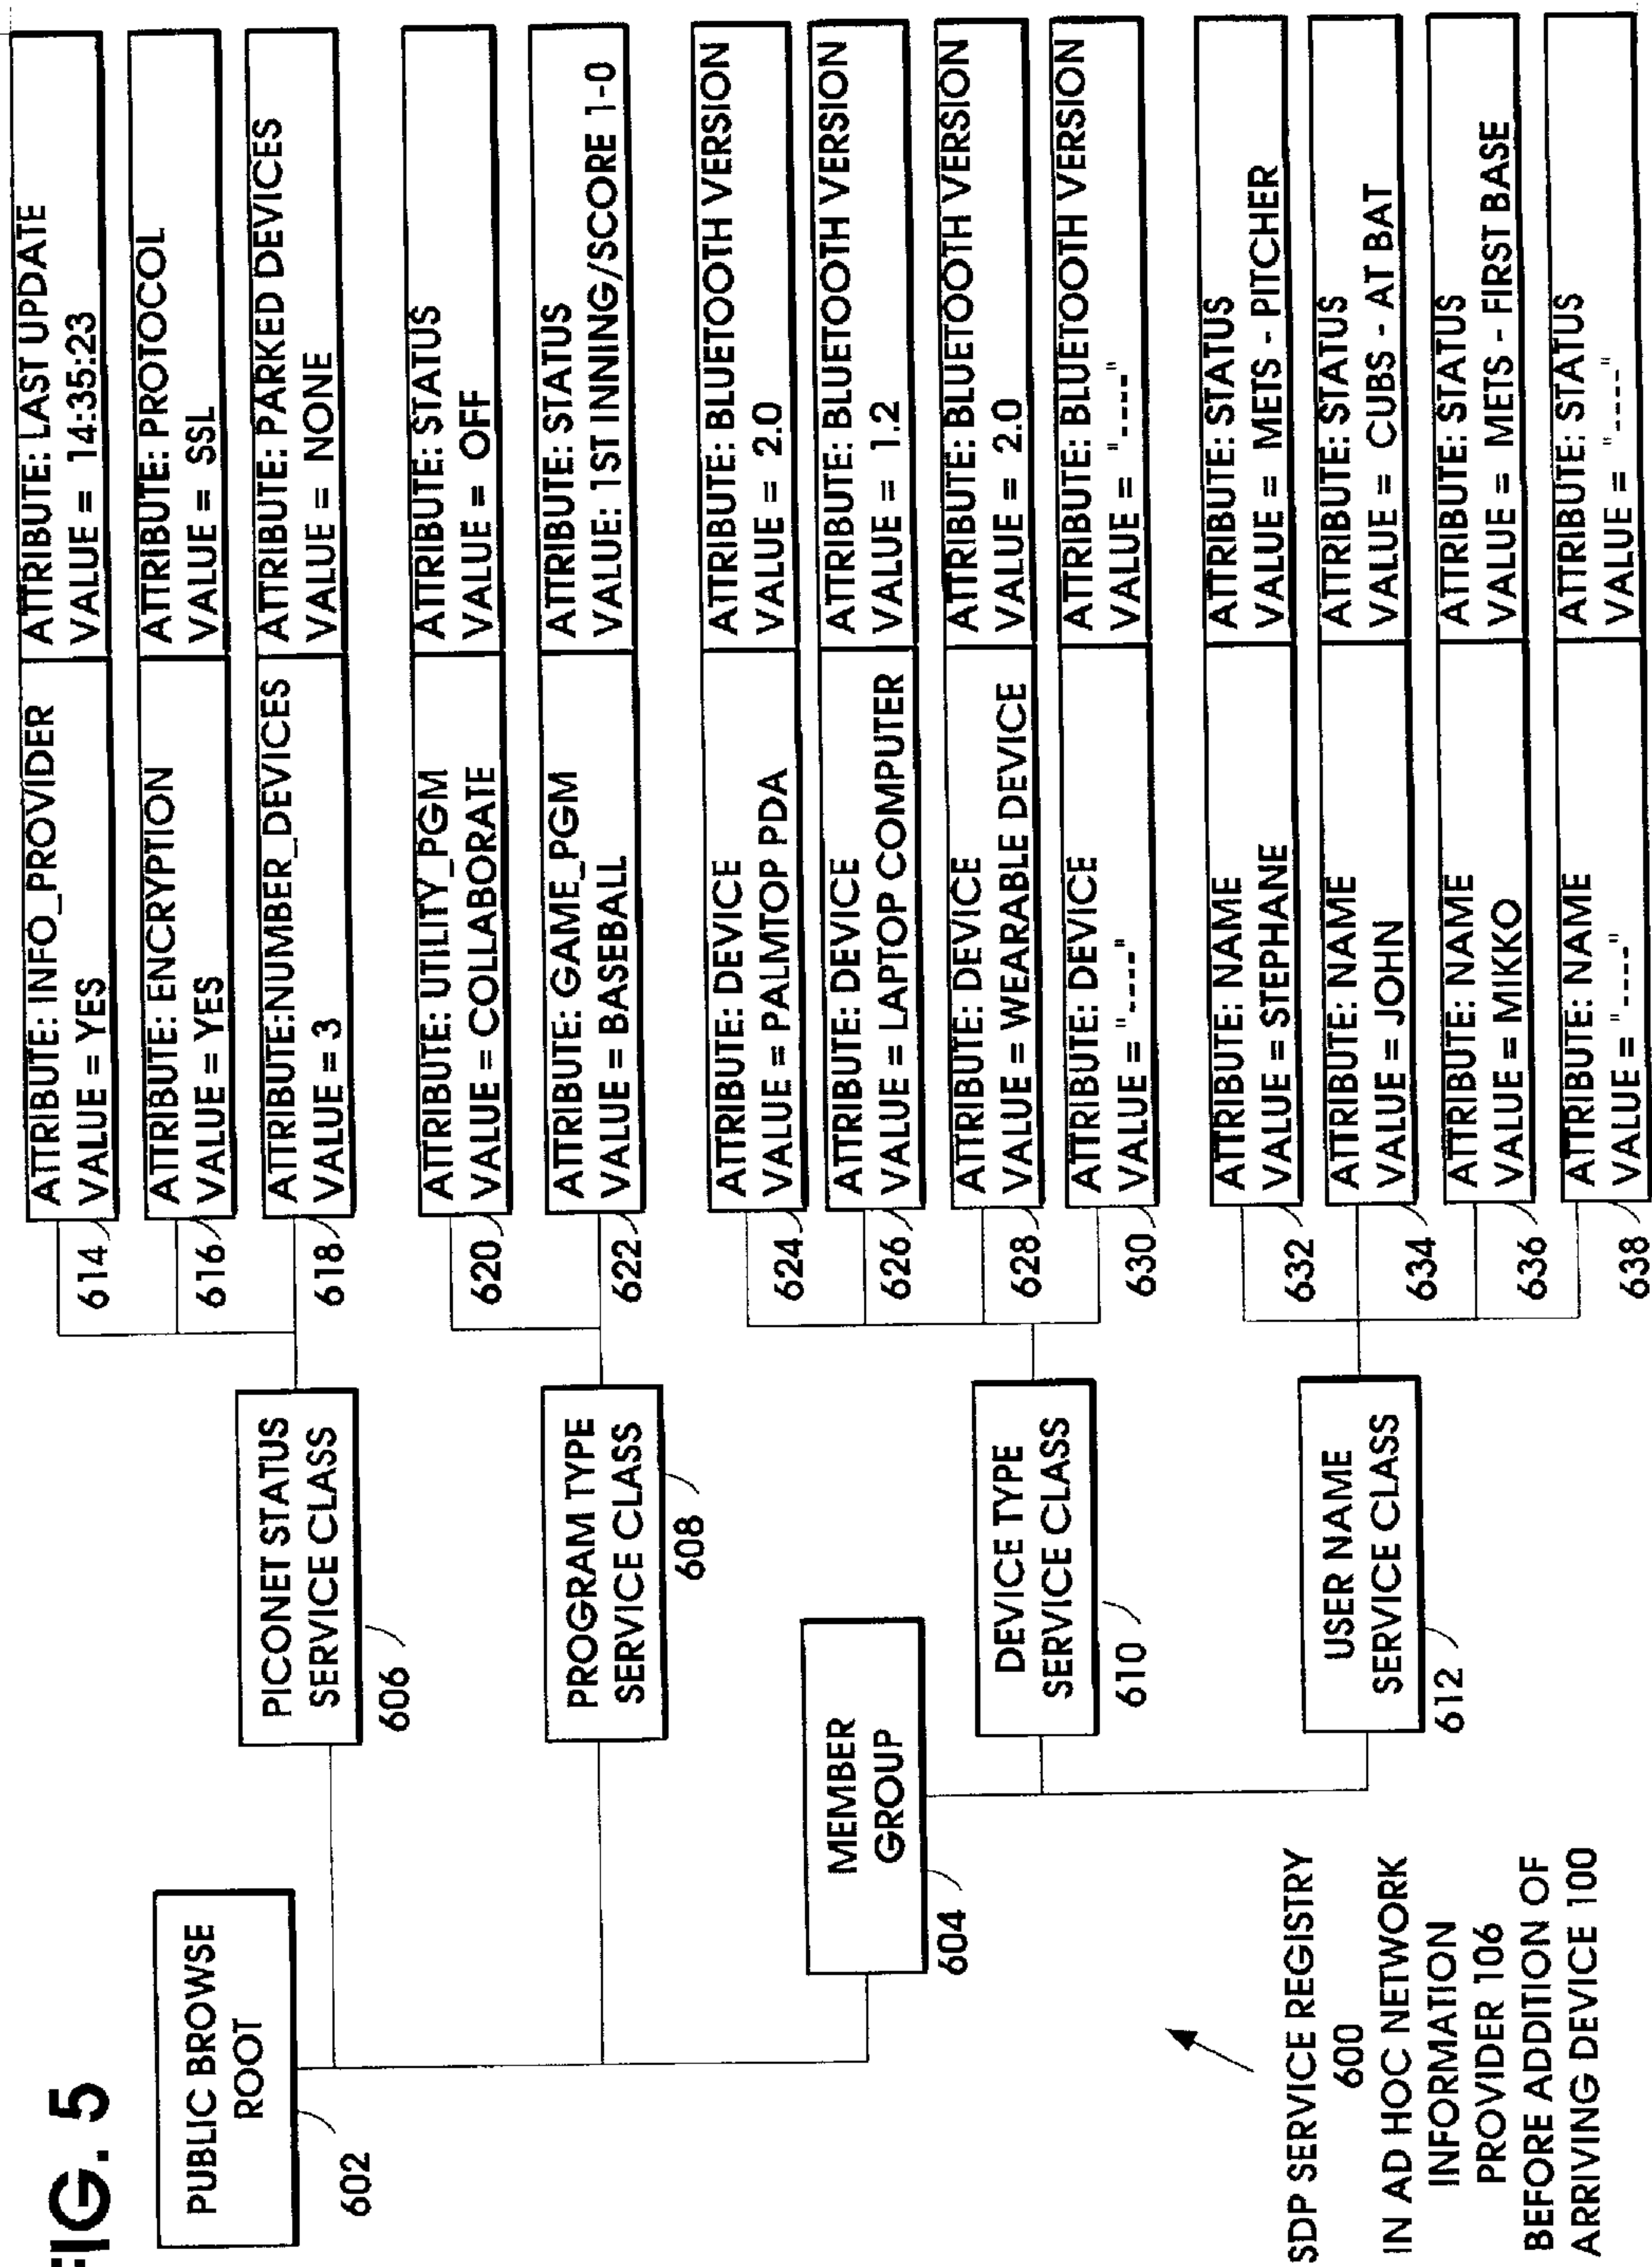 FIG. 5
PUBLIC BROWSE
ROOT
602
PICONET STATUS
SERVICE CLASS
606
PROGRAM TYPE
SERVICE CLASS
608
MEMBER
GROUP
604
DEVICE TYPE
SERVICE CLASS
610
USER NAME
SERVICE CLASS
612
614
ATTRIBUTE: INFO_PROVIDER
VALUE = YES
ATTRIBUTE: LAST UPDATE
VALUE = 14:35:23
616
ATTRIBUTE: ENCRYPTION
VALUE = YES
ATTRIBUTE: PROTOCOL
VALUE = SSL
618
ATTRIBUTE:NUMBER_DEVICES
VALUE = 3
ATTRIBUTE: PARKED DEVICES
VALUE = NONE
620
ATTRIBUTE: UTILITY_PGM
VALUE = COLLABORATE
ATTRIBUTE: STATUS
VALUE = OFF
622
ATTRIBUTE: GAME_PGM
VALUE = BASEBALL
ATTRIBUTE: STATUS
VALUE: 1ST INNING/SCORE 1-0
624
ATTRIBUTE: DEVICE
VALUE = PALMTOP PDA
ATTRIBUTE: BLUETOOTH VERSION
VALUE = 2.0
626
ATTRIBUTE: DEVICE
VALUE = LAPTOP COMPUTER
ATTRIBUTE: BLUETOOTH VERSION
VALUE = 1.2
628
ATTRIBUTE: DEVICE
VALUE = WEARABLE DEVICE
ATTRIBUTE: BLUETOOTH VERSION
VALUE = 2.0
630
ATTRIBUTE: DEVICE
VALUE = "----"
ATTRIBUTE: BLUETOOTH VERSION
VALUE = "----"
632
ATTRIBUTE: NAME
VALUE = STEPHANE
ATTRIBUTE: STATUS
VALUE = METS - PITCHER
634
ATTRIBUTE: NAME
VALUE = JOHN
ATTRIBUTE: STATUS
VALUE = CUBS - AT BAT
636
ATTRIBUTE: NAME
VALUE = MIKKO
ATTRIBUTE: STATUS
VALUE = METS - FIRST BASE
638
ATTRIBUTE: NAME
VALUE = "----"
ATTRIBUTE: STATUS
VALUE = "----"
SDP SERVICE REGISTRY
600
IN AD HOC NETWORK
INFORMATION
PROVIDER 106
BEFORE ADDITION OF
ARRIVING DEVICE 100